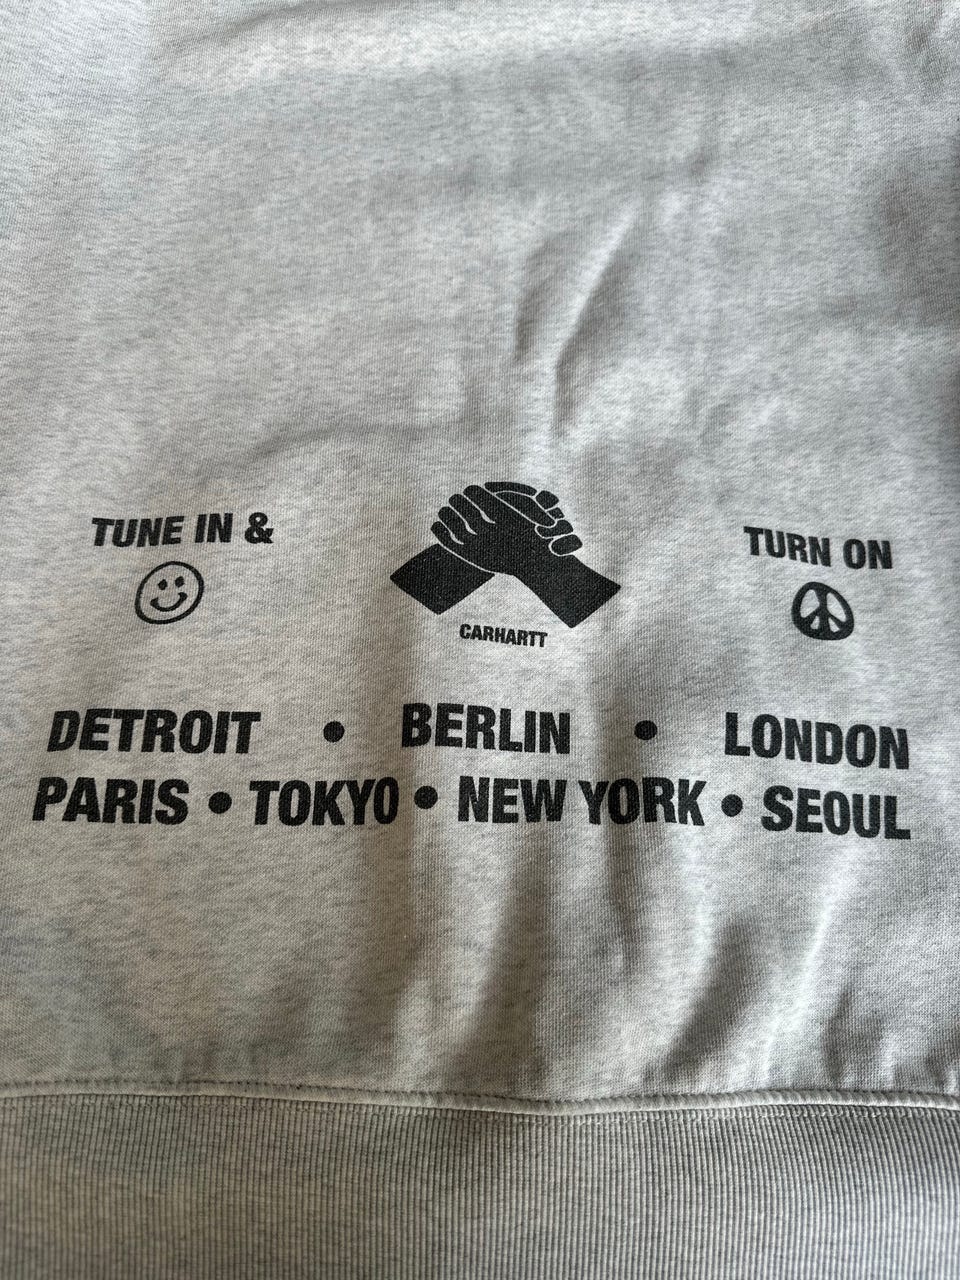 TUNE IN &
TURN ON
CARHARTT
DETROIT • BERLIN • LONDON
PARIS • TOKYO • NEW YORK • SEOUL